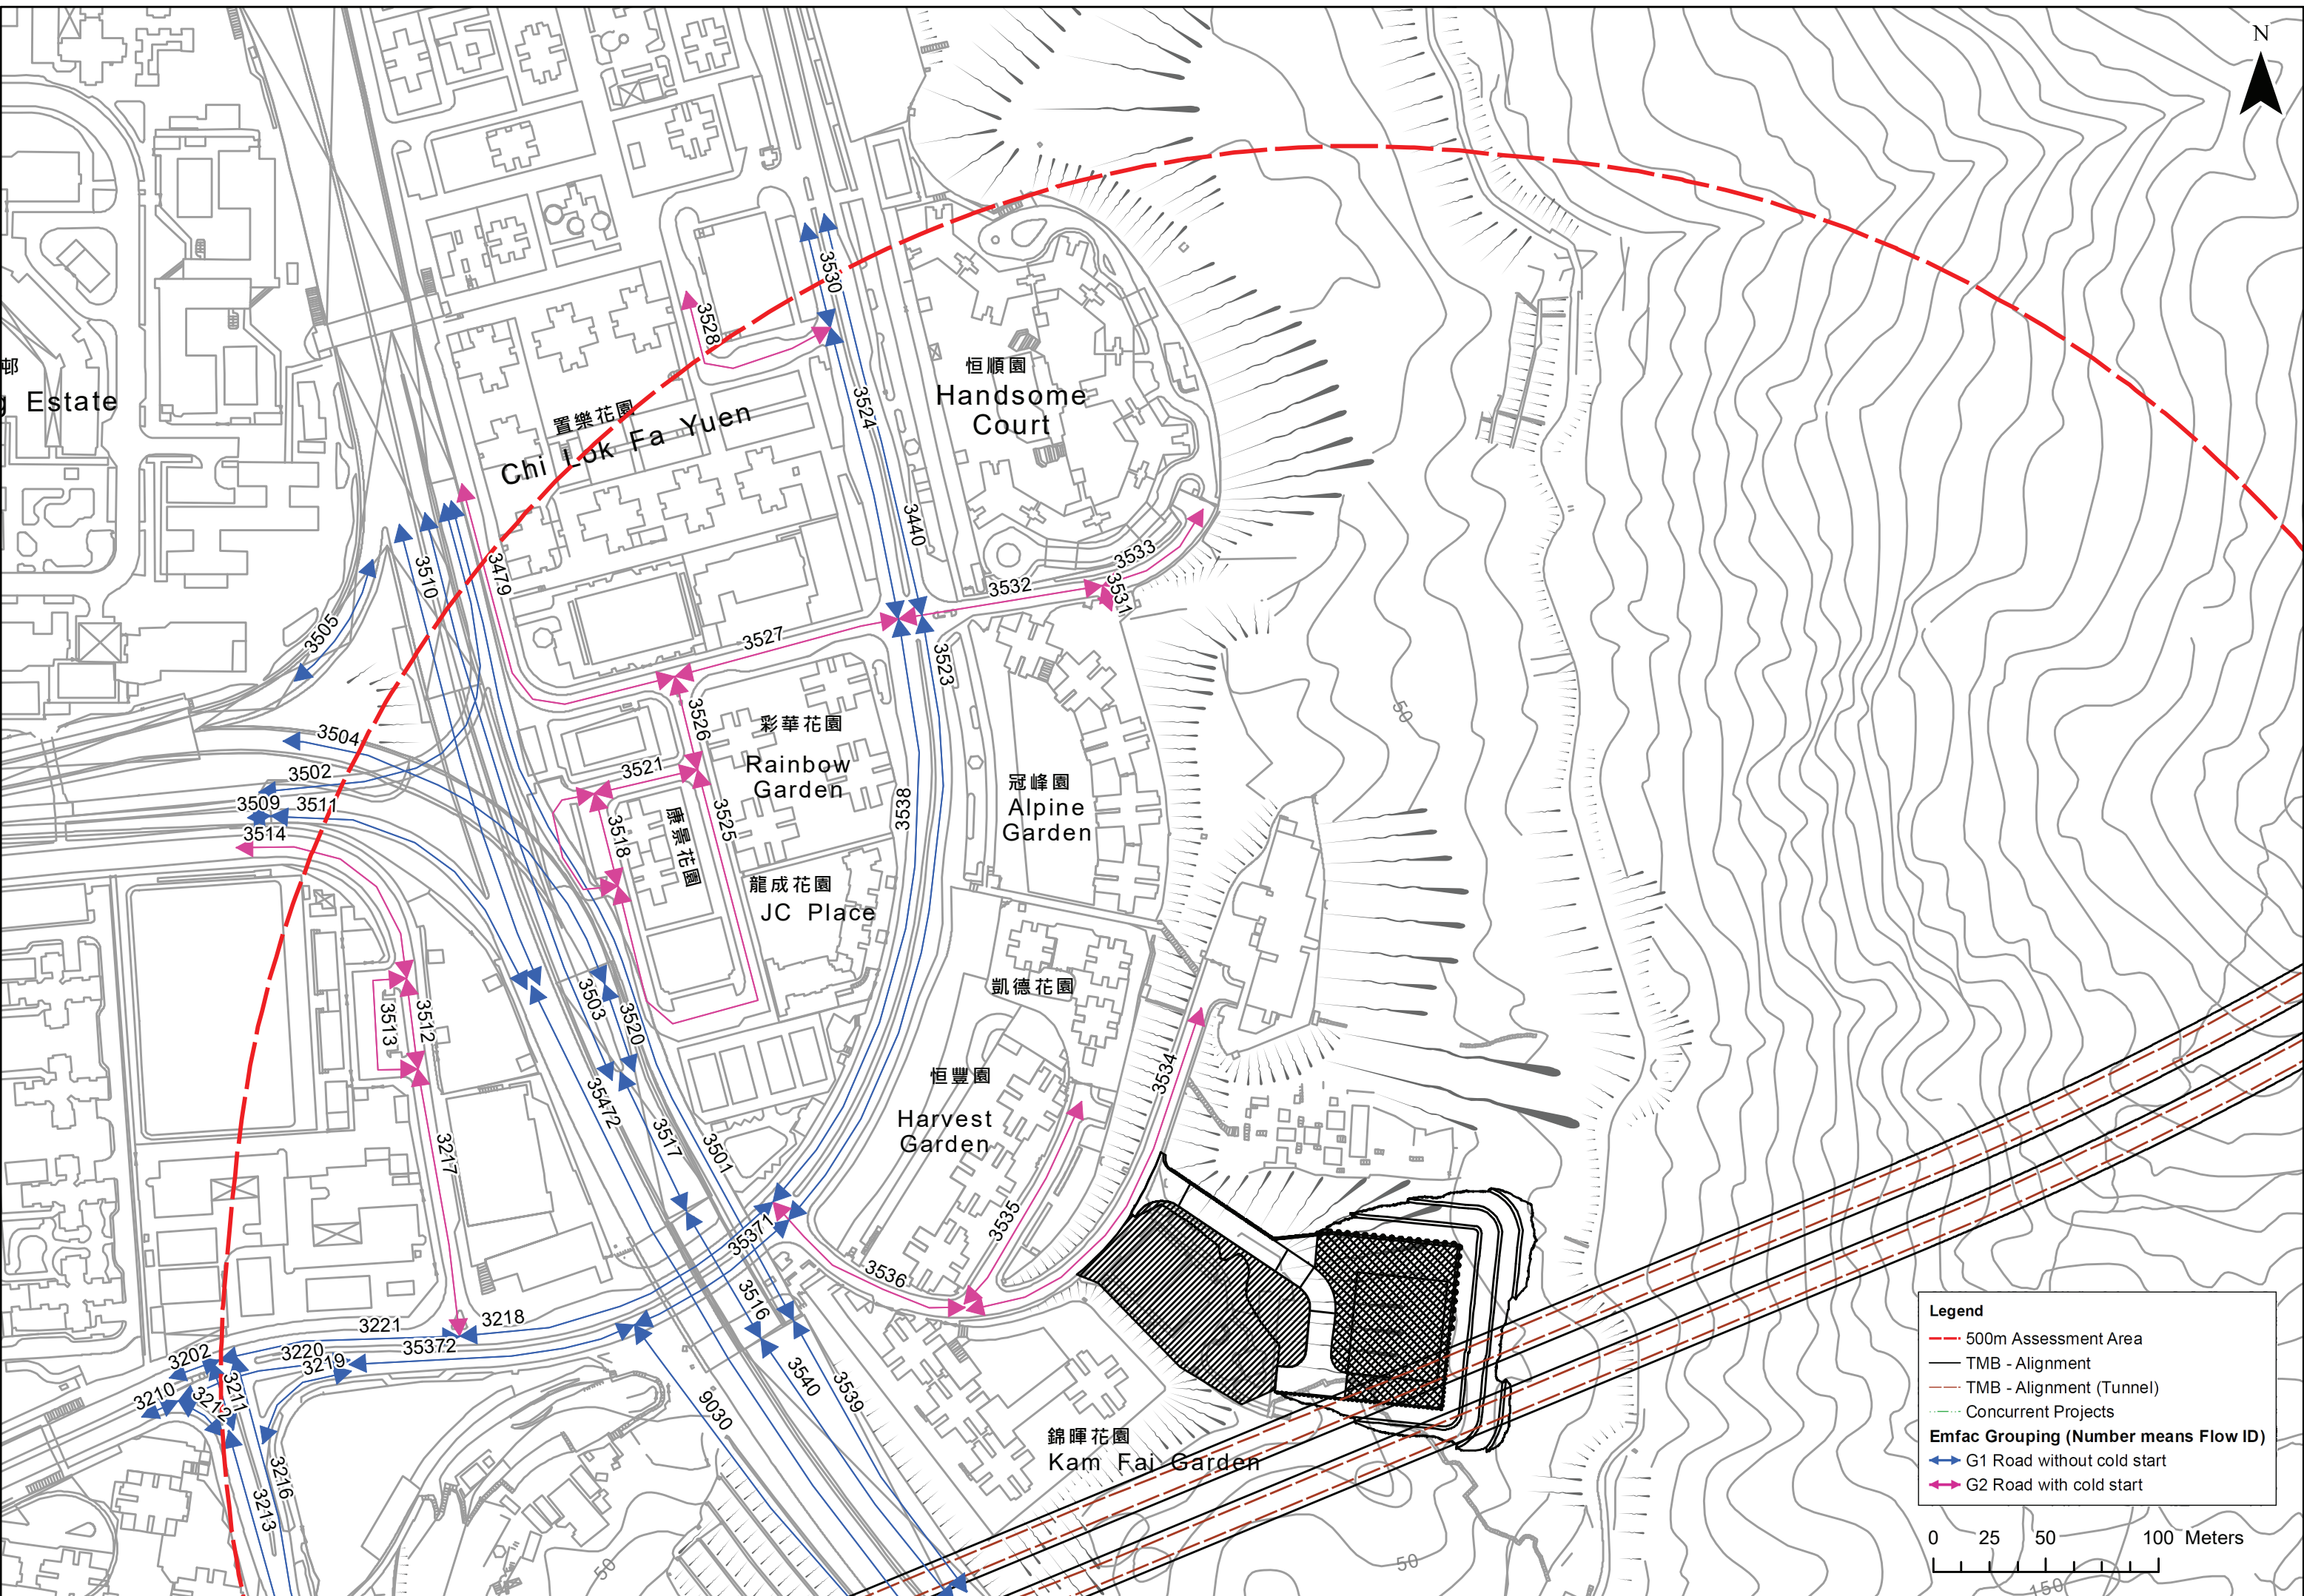 N
3530
3528
邨
g Estate
置樂花園
Chi Lok Fa Yuen
恒順園
Handsome
Court
3524
3440
3510
3479
3505
3533
3532
3531
3527
3523
3526
3504
3502
3509
3511
3514
3521
3518
3525
康景花園
彩華花園
Rainbow
Garden
龍成花園
JC Place
3538
冠峰園
Alpine
Garden
50
凱德花園
3503
3520
3513
3512
35472
3517
3501
3217
恒豐園
Harvest
Garden
3534
3535
3536
35371
3516
3218
3221
35372
3220
3219
3202
3210
3212
3211
3216
3213
9030
3540
3539
錦暉花園
Kam Fai Garden
50
50
150
Legend
500m Assessment Area
TMB - Alignment
TMB - Alignment (Tunnel)
Concurrent Projects
Emfac Grouping (Number means Flow ID)
G1 Road without cold start
G2 Road with cold start
0 25 50 100 Meters